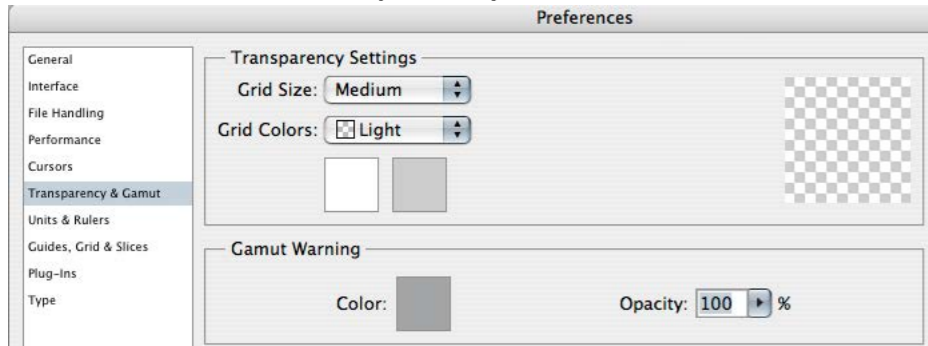 Preferences
General
Interface
File Handling
Performance
Cursors
Transparency & Gamut
Units & Rulers
Guides, Grid & Slices
Plug-Ins
Type
Transparency Settings
Grid Size: Medium
Grid Colors: Light
Gamut Warning
Color:
Opacity: 100 %